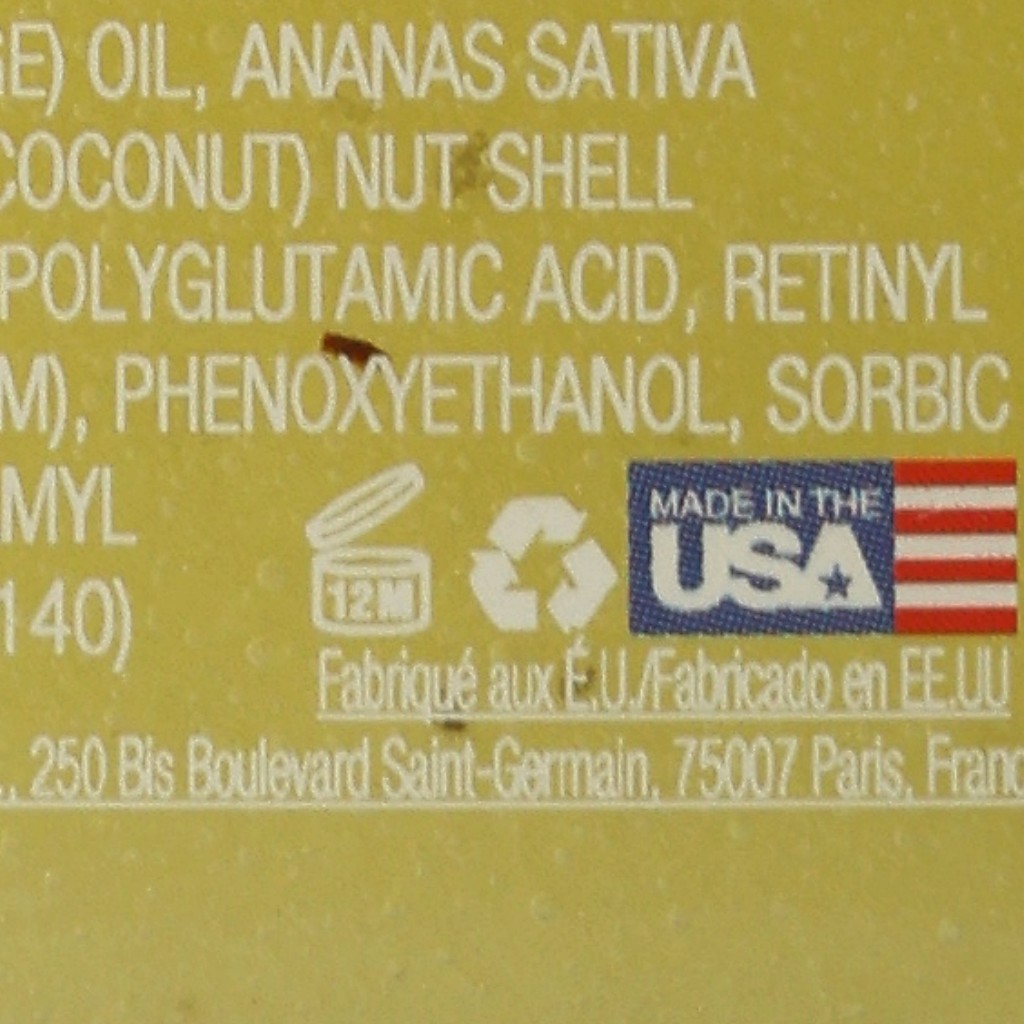 GE) OIL, ANANAS SATIVA
COCONUT) NUT SHELL
POLYGLUTAMIC ACID, RETINYL
M), PHENOXYETHANOL, SORBIC
MYL
140)
12M
MADE IN THE
USA
Fabriqué aux É.U./Fabricado en EE.UU
., 250 Bis Boulevard Saint-Germain, 75007 Paris, Franc